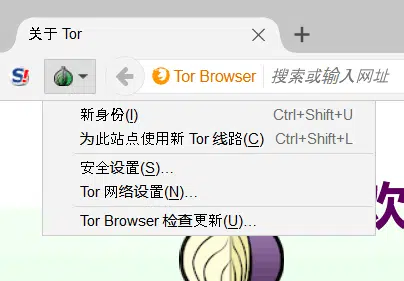 关于 Tor
S!
Tor Browser 搜索或输入网址
新身份(I) Ctrl+Shift+U
为此站点使用新 Tor 线路(C) Ctrl+Shift+L
安全设置(S)...
Tor 网络设置(N)...
Tor Browser 检查更新(U)...
欢